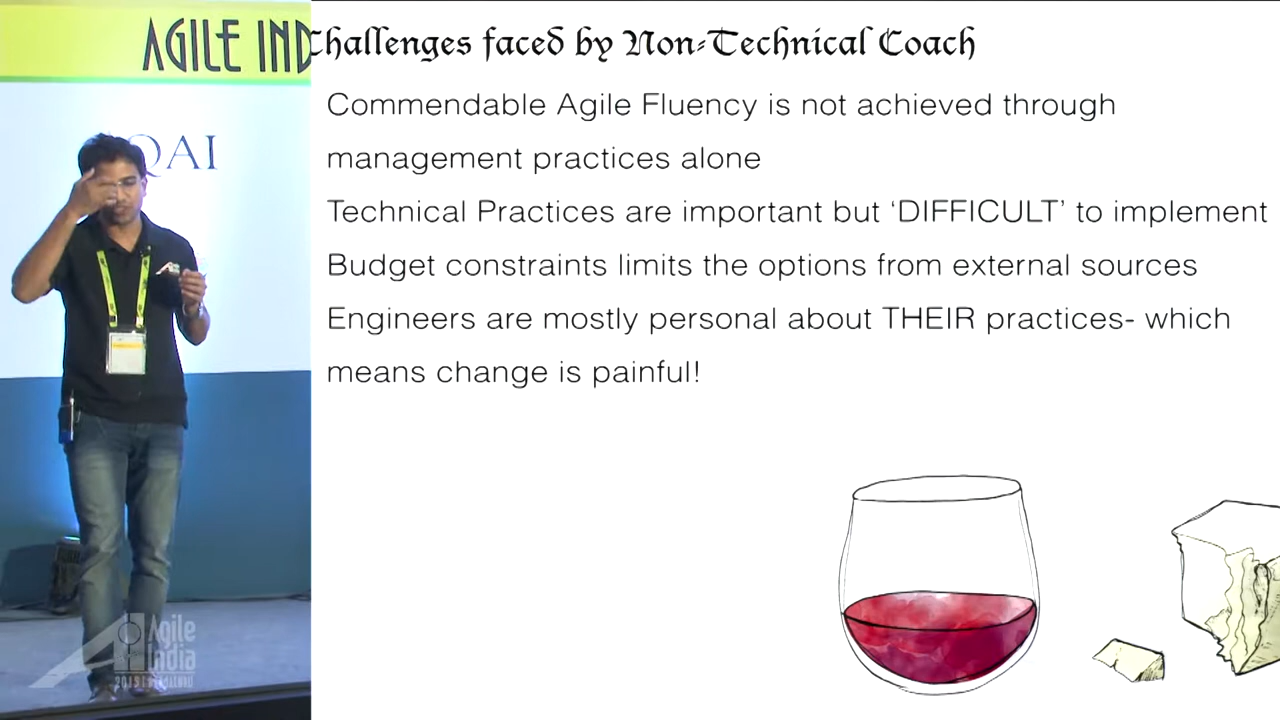 AGILE IND
QAI
Challenges faced by Non-Technical Coach
Commendable Agile Fluency is not achieved through
management practices alone
Technical Practices are important but ‘DIFFICULT’ to implement
Budget constraints limits the options from external sources
Engineers are mostly personal about THEIR practices- which
means change is painful!
Agile
India